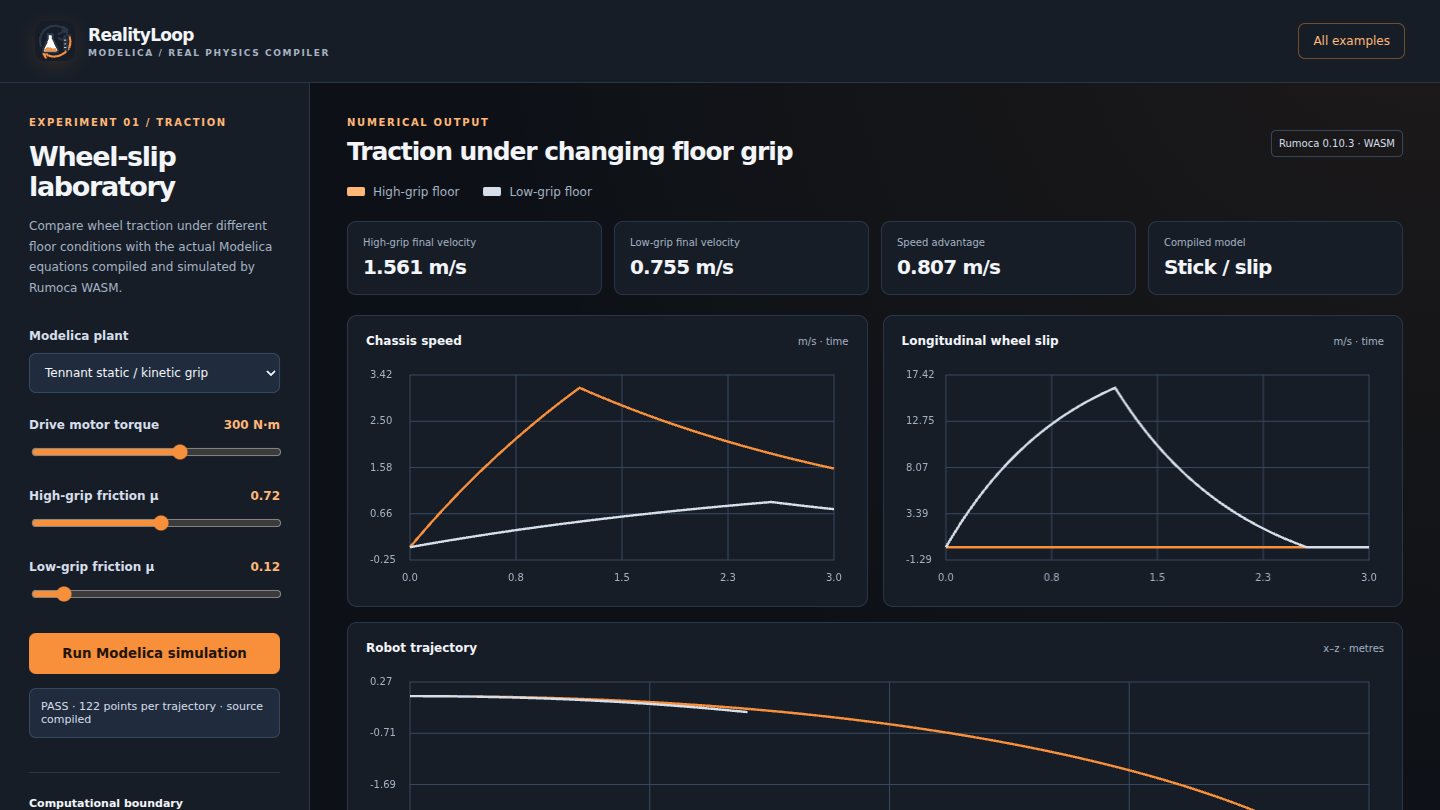 RealityLoop
MODELICA / REAL PHYSICS COMPILER
All examples
EXPERIMENT 01 / TRACTION
Wheel-slip
laboratory
Compare wheel traction under different
floor conditions with the actual Modelica
equations compiled and simulated by
Rumoca WASM.
Modelica plant
Tennant static / kinetic grip
Drive motor torque 300 N·m
High-grip friction μ 0.72
Low-grip friction μ 0.12
Run Modelica simulation
PASS · 122 points per trajectory · source
compiled
Computational boundary
NUMERICAL OUTPUT
Traction under changing floor grip
Rumoca 0.10.3 · WASM
High-grip floor Low-grip floor
High-grip final velocity
1.561 m/s
Low-grip final velocity
0.755 m/s
Speed advantage
0.807 m/s
Compiled model
Stick / slip
Chassis speed m/s · time
3.42
2.50
1.58
0.66
-0.25
0.0 0.8 1.5 2.3 3.0
Longitudinal wheel slip m/s · time
17.42
12.75
8.07
3.39
-1.29
0.0 0.8 1.5 2.3 3.0
Robot trajectory x–z · metres
0.27
-0.71
-1.69